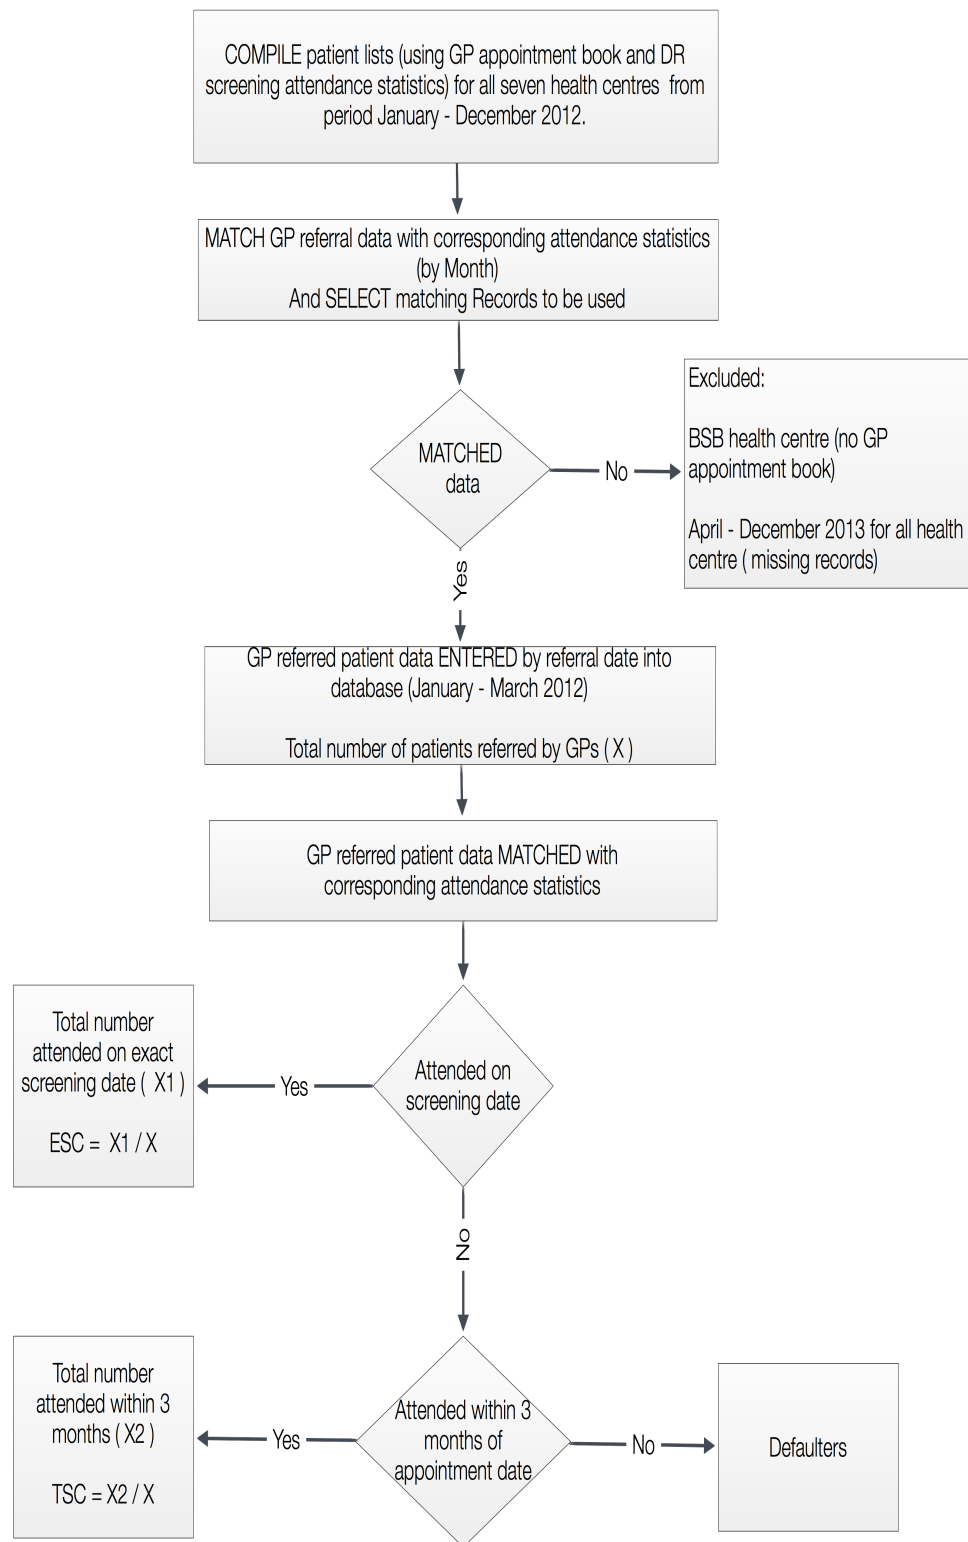 COMPILE patient lists (using GP appointment book and DR
screening attendance statistics) for all seven health centres from
period January - December 2012.
MATCH GP referral data with corresponding attendance statistics
(by Month)
And SELECT matching Records to be used
MATCHED
data
No
Excluded:
BSB health centre (no GP
appointment book)
April - December 2013 for all health
centre ( missing records)
Yes
GP referred patient data ENTERED by referral date into
database (January - March 2012)
Total number of patients referred by GPs ( X )
GP referred patient data MATCHED with
corresponding attendance statistics
Attended on
screening date
Yes
Total number
attended on exact
screening date ( X1 )
ESC = X1 / X
No
Attended within 3
months of
appointment date
Yes
Total number
attended within 3
months ( X2 )
TSC = X2 / X
No
Defaulters